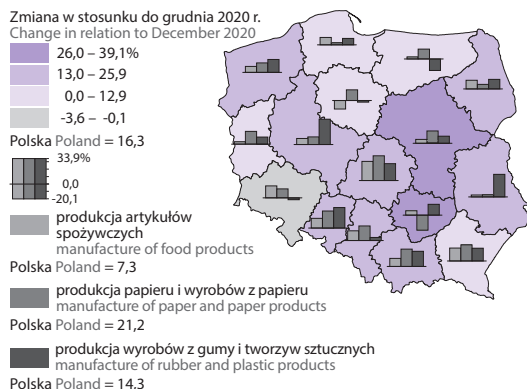 Zmiana w stosunku do grudnia 2020 r.
Change in relation to December 2020
26,0 – 39,1%
13,0 – 25,9
0,0 – 12,9
-3,6 – -0,1
Polska Poland = 16,3
33,9%
0,0
-20,1
produkcja artykułów
spożywczych
manufacture of food products
Polska Poland = 7,3
produkcja papieru i wyrobów z papieru
manufacture of paper and paper products
Polska Poland = 21,2
produkcja wyrobów z gumy i tworzyw sztucznych
manufacture of rubber and plastic products
Polska Poland = 14,3